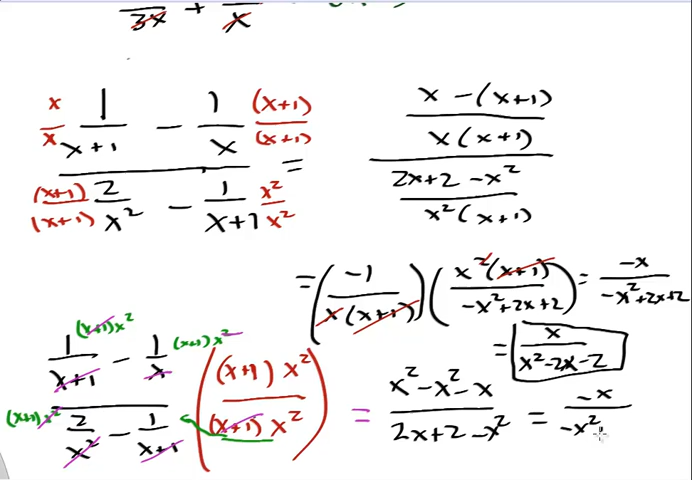 3x + x
x/x 1/(x+1) − 1/x (x+1)/(x+1)
(x+1)/(x+1) 2/x² − 1/(x+1) x²/x²
=
x − (x+1)
x(x+1)
2x+2 − x²
x²(x+1)
= (−1/(x(x+1))) (x²(x+1)/(−x²+2x+2)) = −x/(−x²+2x+2)
= x/(x²−2x−2)
1/(x+1) (x+1)x² − 1/x (x+1)x²
(x+1)x² 2/x² − 1/(x+1)
((x+1)x²/(x+1)x²)
= (x²−x²−x)/(2x+2−x²) = −x/−x²